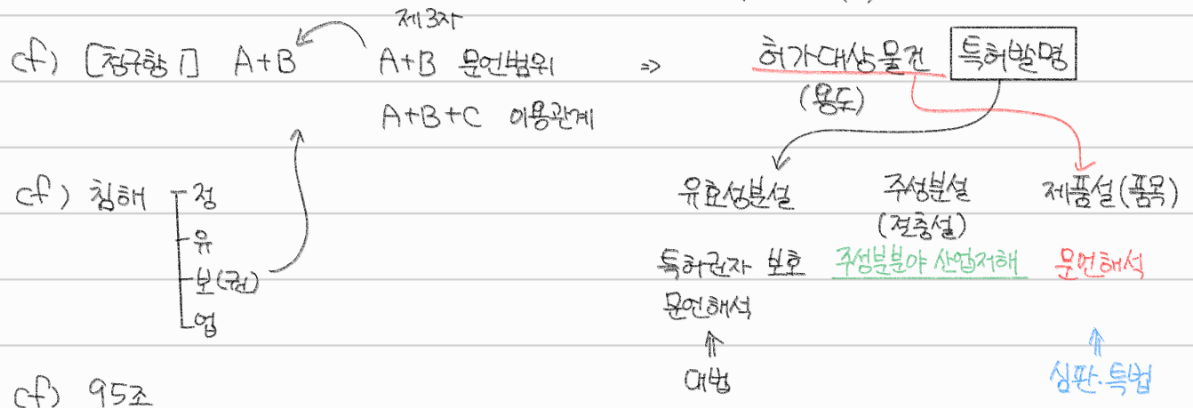 제3자
cf) [청구항 1] A+B A+B 문언범위 ⇒ 허가대상물건 특허발명
(용도)
A+B+C 이용관계
cf) 침해 정
유
보(권)
업
유효성분설 주성분설 제품설(품목)
(절충설)
특허권자 보호 주성분분야 산업저해 문언해석
문언해석
⇑ ⇑
대법 심판·특법
cf) 95조